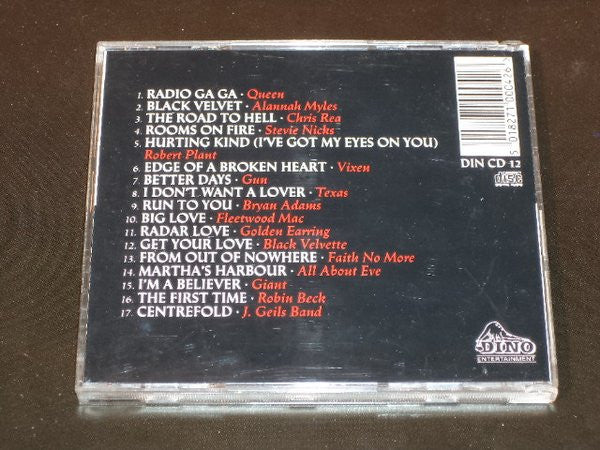 1. RADIO GA GA · Queen
2. BLACK VELVET · Alannah Myles
3. THE ROAD TO HELL · Chris Rea
4. ROOMS ON FIRE · Stevie Nicks
5. HURTING KIND (I'VE GOT MY EYES ON YOU)
Robert Plant
6. EDGE OF A BROKEN HEART · Vixen
7. BETTER DAYS · Gun
8. I DON'T WANT A LOVER · Texas
9. RUN TO YOU · Bryan Adams
10. BIG LOVE · Fleetwood Mac
11. RADAR LOVE · Golden Earring
12. GET YOUR LOVE · Black Velvette
13. FROM OUT OF NOWHERE · Faith No More
14. MARTHA'S HARBOUR · All About Eve
15. I'M A BELIEVER · Giant
16. THE FIRST TIME · Robin Beck
17. CENTREFOLD · J. Geils Band
5 018271 000426
DIN CD 12
DINO
ENTERTAINMENT